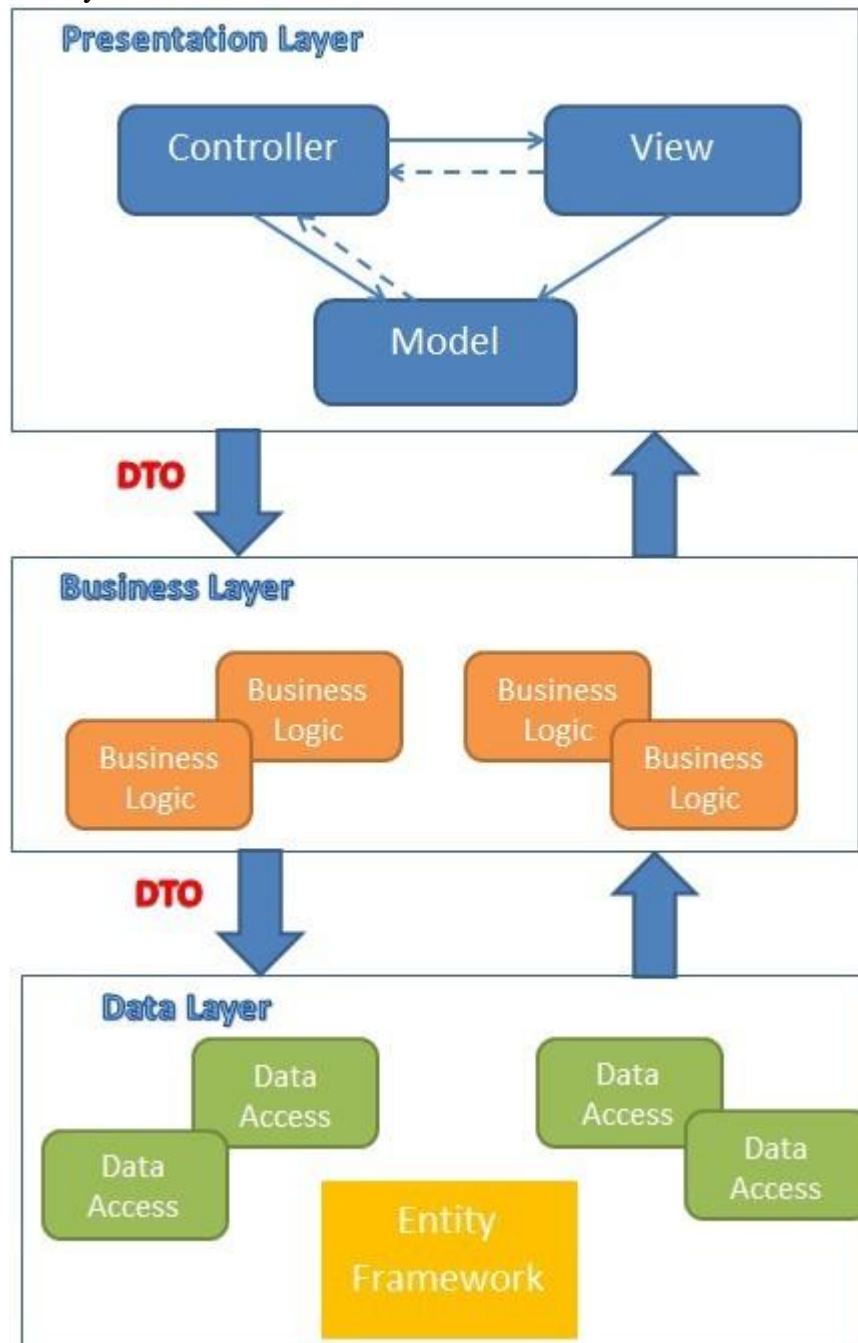 Presentation Layer
Controller
View
Model
DTO
Business Layer
Business
Logic
Business
Logic
Business
Logic
Business
Logic
DTO
Data Layer
Data
Access
Data
Access
Data
Access
Data
Access
Entity
Framework